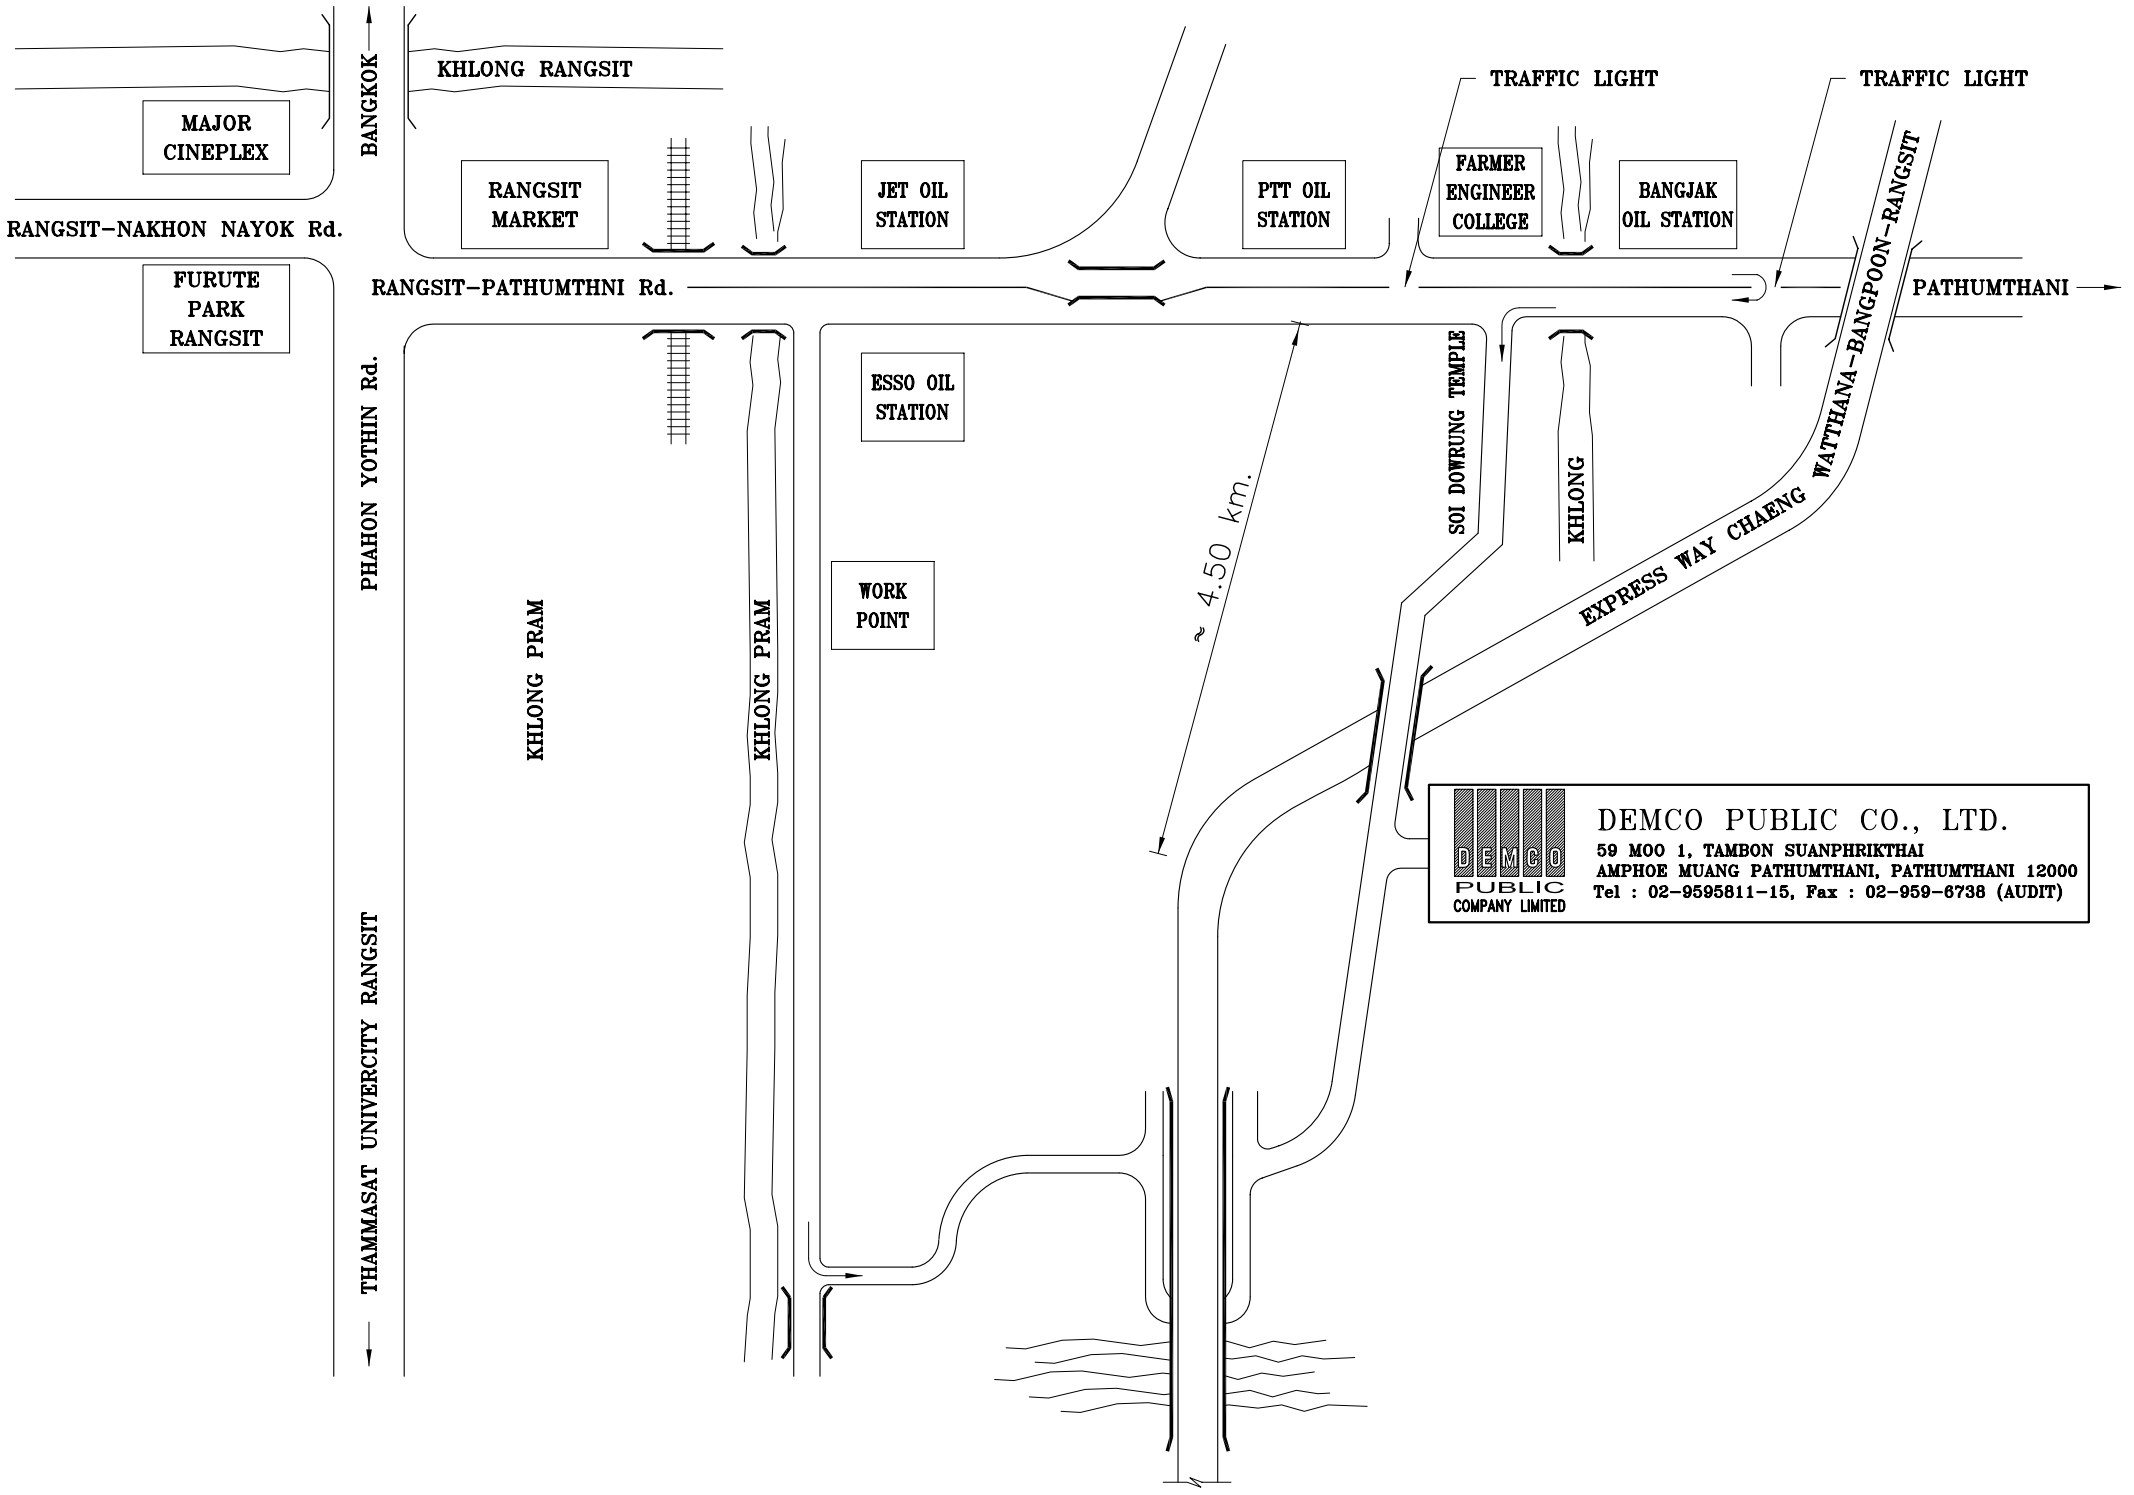 BANGKOK
KHLONG RANGSIT
TRAFFIC LIGHT
TRAFFIC LIGHT
MAJOR
CINEPLEX
RANGSIT
MARKET
JET OIL
STATION
PTT OIL
STATION
FARMER
ENGINEER
COLLEGE
BANGJAK
OIL STATION
RANGSIT-NAKHON NAYOK Rd.
FURUTE
PARK
RANGSIT
RANGSIT-PATHUMTHNI Rd.
PATHUMTHANI
PHAHON YOTHIN Rd.
ESSO OIL
STATION
SOI DOWRUNG TEMPLE
KHLONG
EXPRESS WAY CHAENG WATTHANA-BANGPOON-RANGSIT
≈ 4.50 km.
WORK
POINT
KHLONG PRAM
KHLONG PRAM
DEMCO
PUBLIC
COMPANY LIMITED
DEMCO PUBLIC CO., LTD.
59 MOO 1, TAMBON SUANPHRIKTHAI
AMPHOE MUANG PATHUMTHANI, PATHUMTHANI 12000
Tel : 02-9595811-15, Fax : 02-959-6738 (AUDIT)
THAMMASAT UNIVERCITY RANGSIT